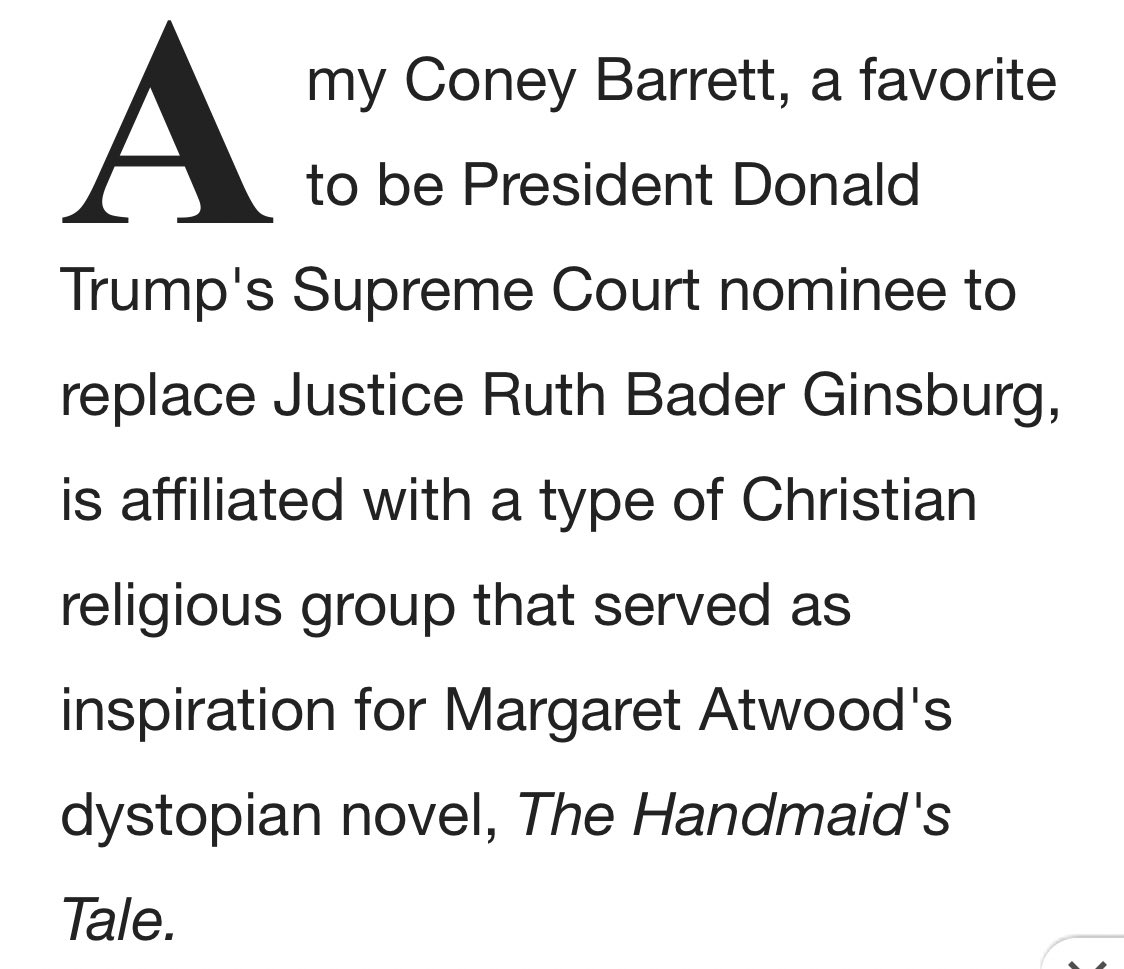 Amy Coney Barrett, a favorite
to be President Donald
Trump's Supreme Court nominee to
replace Justice Ruth Bader Ginsburg,
is affiliated with a type of Christian
religious group that served as
inspiration for Margaret Atwood's
dystopian novel, The Handmaid's
Tale.